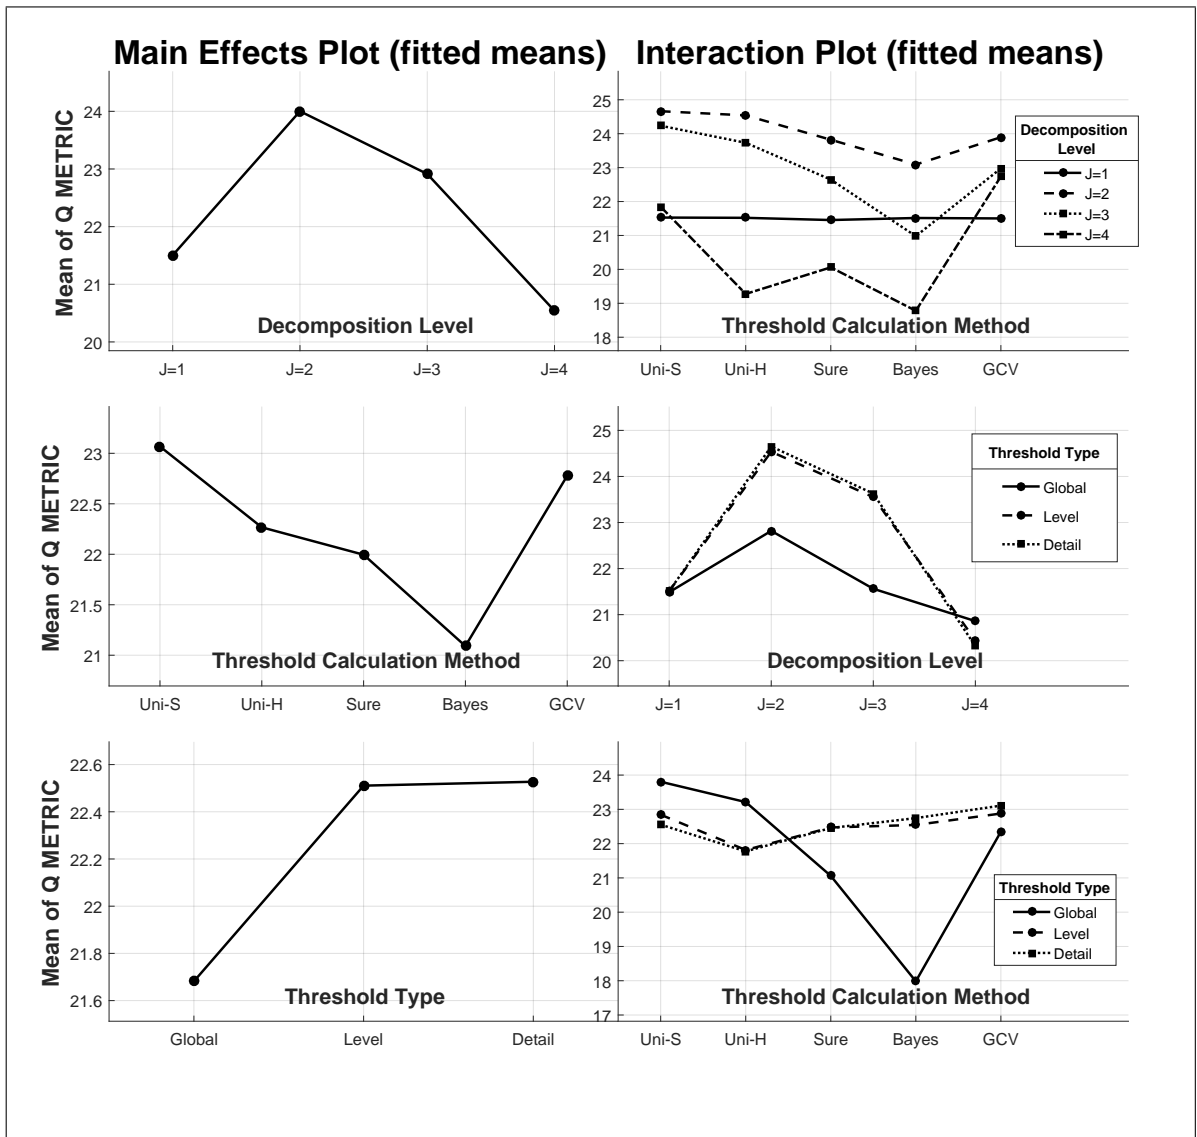 Main Effects Plot (fitted means)
Interaction Plot (fitted means)
Mean of Q METRIC
24
23
22
21
20
Decomposition Level
J=1 J=2 J=3 J=4
25
24
23
22
21
20
19
18
Decomposition
Level
J=1
J=2
J=3
J=4
Threshold Calculation Method
Uni-S Uni-H Sure Bayes GCV
Mean of Q METRIC
23
22.5
22
21.5
21
Threshold Calculation Method
Uni-S Uni-H Sure Bayes GCV
25
24
23
22
21
20
Threshold Type
Global
Level
Detail
Decomposition Level
J=1 J=2 J=3 J=4
Mean of Q METRIC
22.6
22.4
22.2
22
21.8
21.6
Threshold Type
Global Level Detail
24
23
22
21
20
19
18
17
Threshold Type
Global
Level
Detail
Threshold Calculation Method
Uni-S Uni-H Sure Bayes GCV